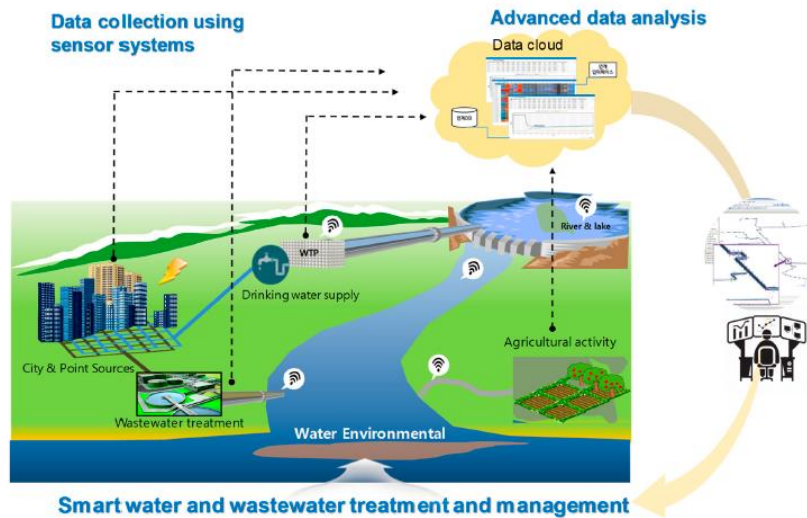 Data collection using
sensor systems
Advanced data analysis
Data cloud
River & lake
WTP
Drinking water supply
City & Point Sources
Agricultural activity
Wastewater treatment
Water Environmental
Smart water and wastewater treatment and management